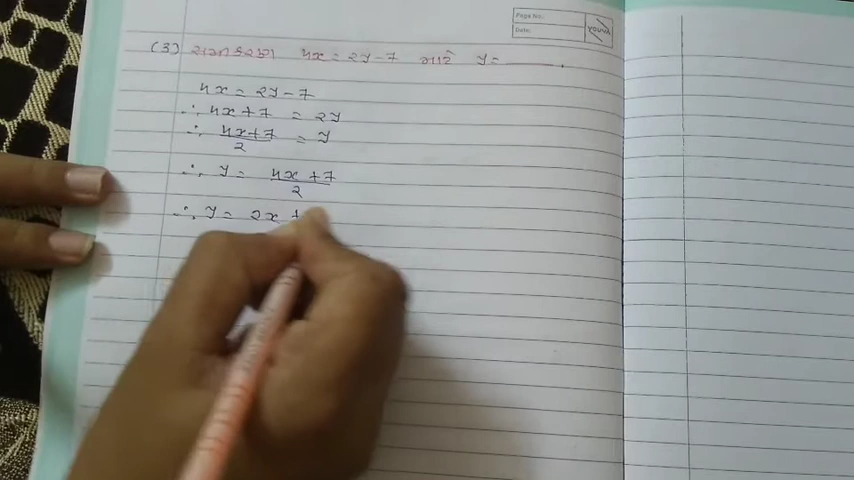 Page No.
Date
YOUVA
(3) સમીકરણ 4x = 2y - 7 માટે y = ______.
4x = 2y - 7
∴ 4x + 7 = 2y
∴ 4x+7 / 2 = y
∴ y = 4x + 7 / 2
∴ y = 2x +